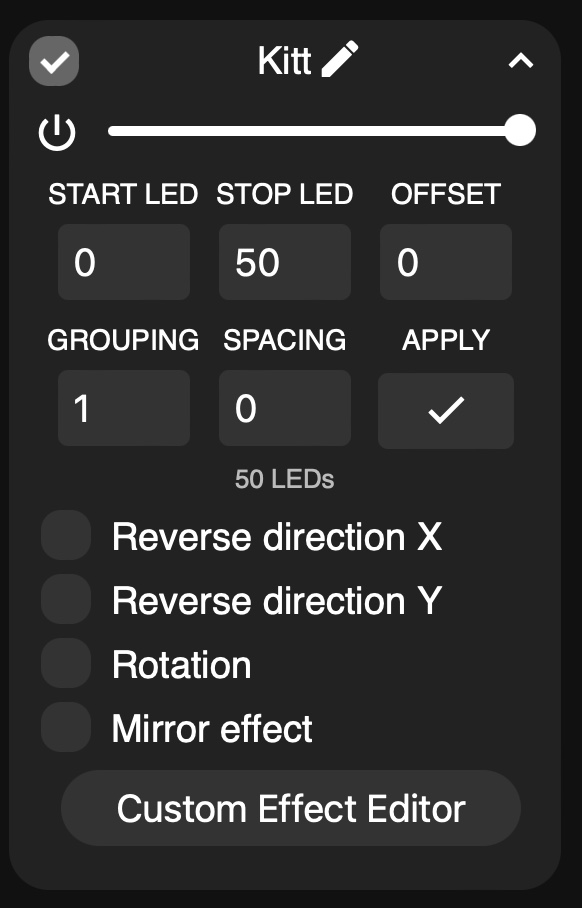 Kitt
START LED STOP LED OFFSET
0 50 0
GROUPING SPACING APPLY
1 0
50 LEDs
Reverse direction X
Reverse direction Y
Rotation
Mirror effect
Custom Effect Editor